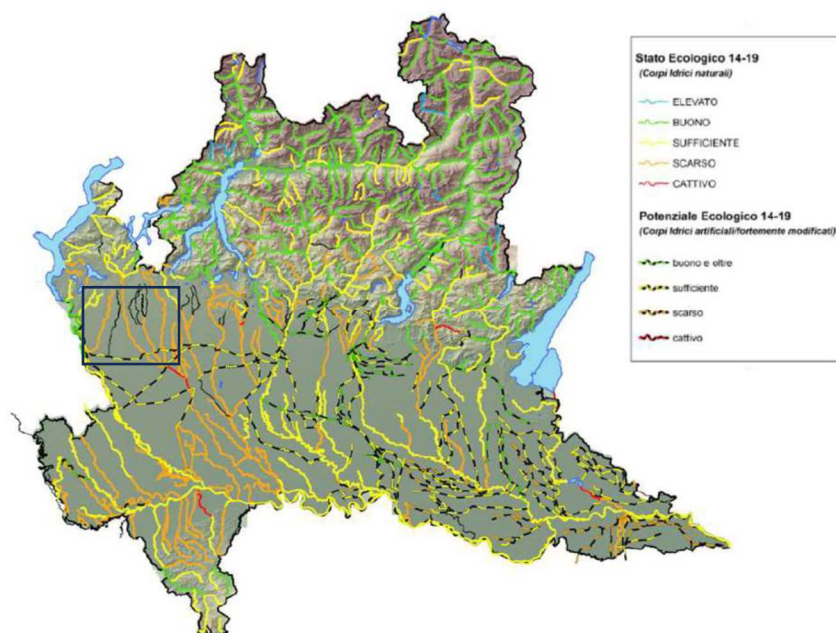 Stato Ecologico 14-19
(Corpi Idrici naturali)
ELEVATO
BUONO
SUFFICIENTE
SCARSO
CATTIVO
Potenziale Ecologico 14-19
(Corpi Idrici artificiali/fortemente modificati)
buono e oltre
sufficiente
scarso
cattivo